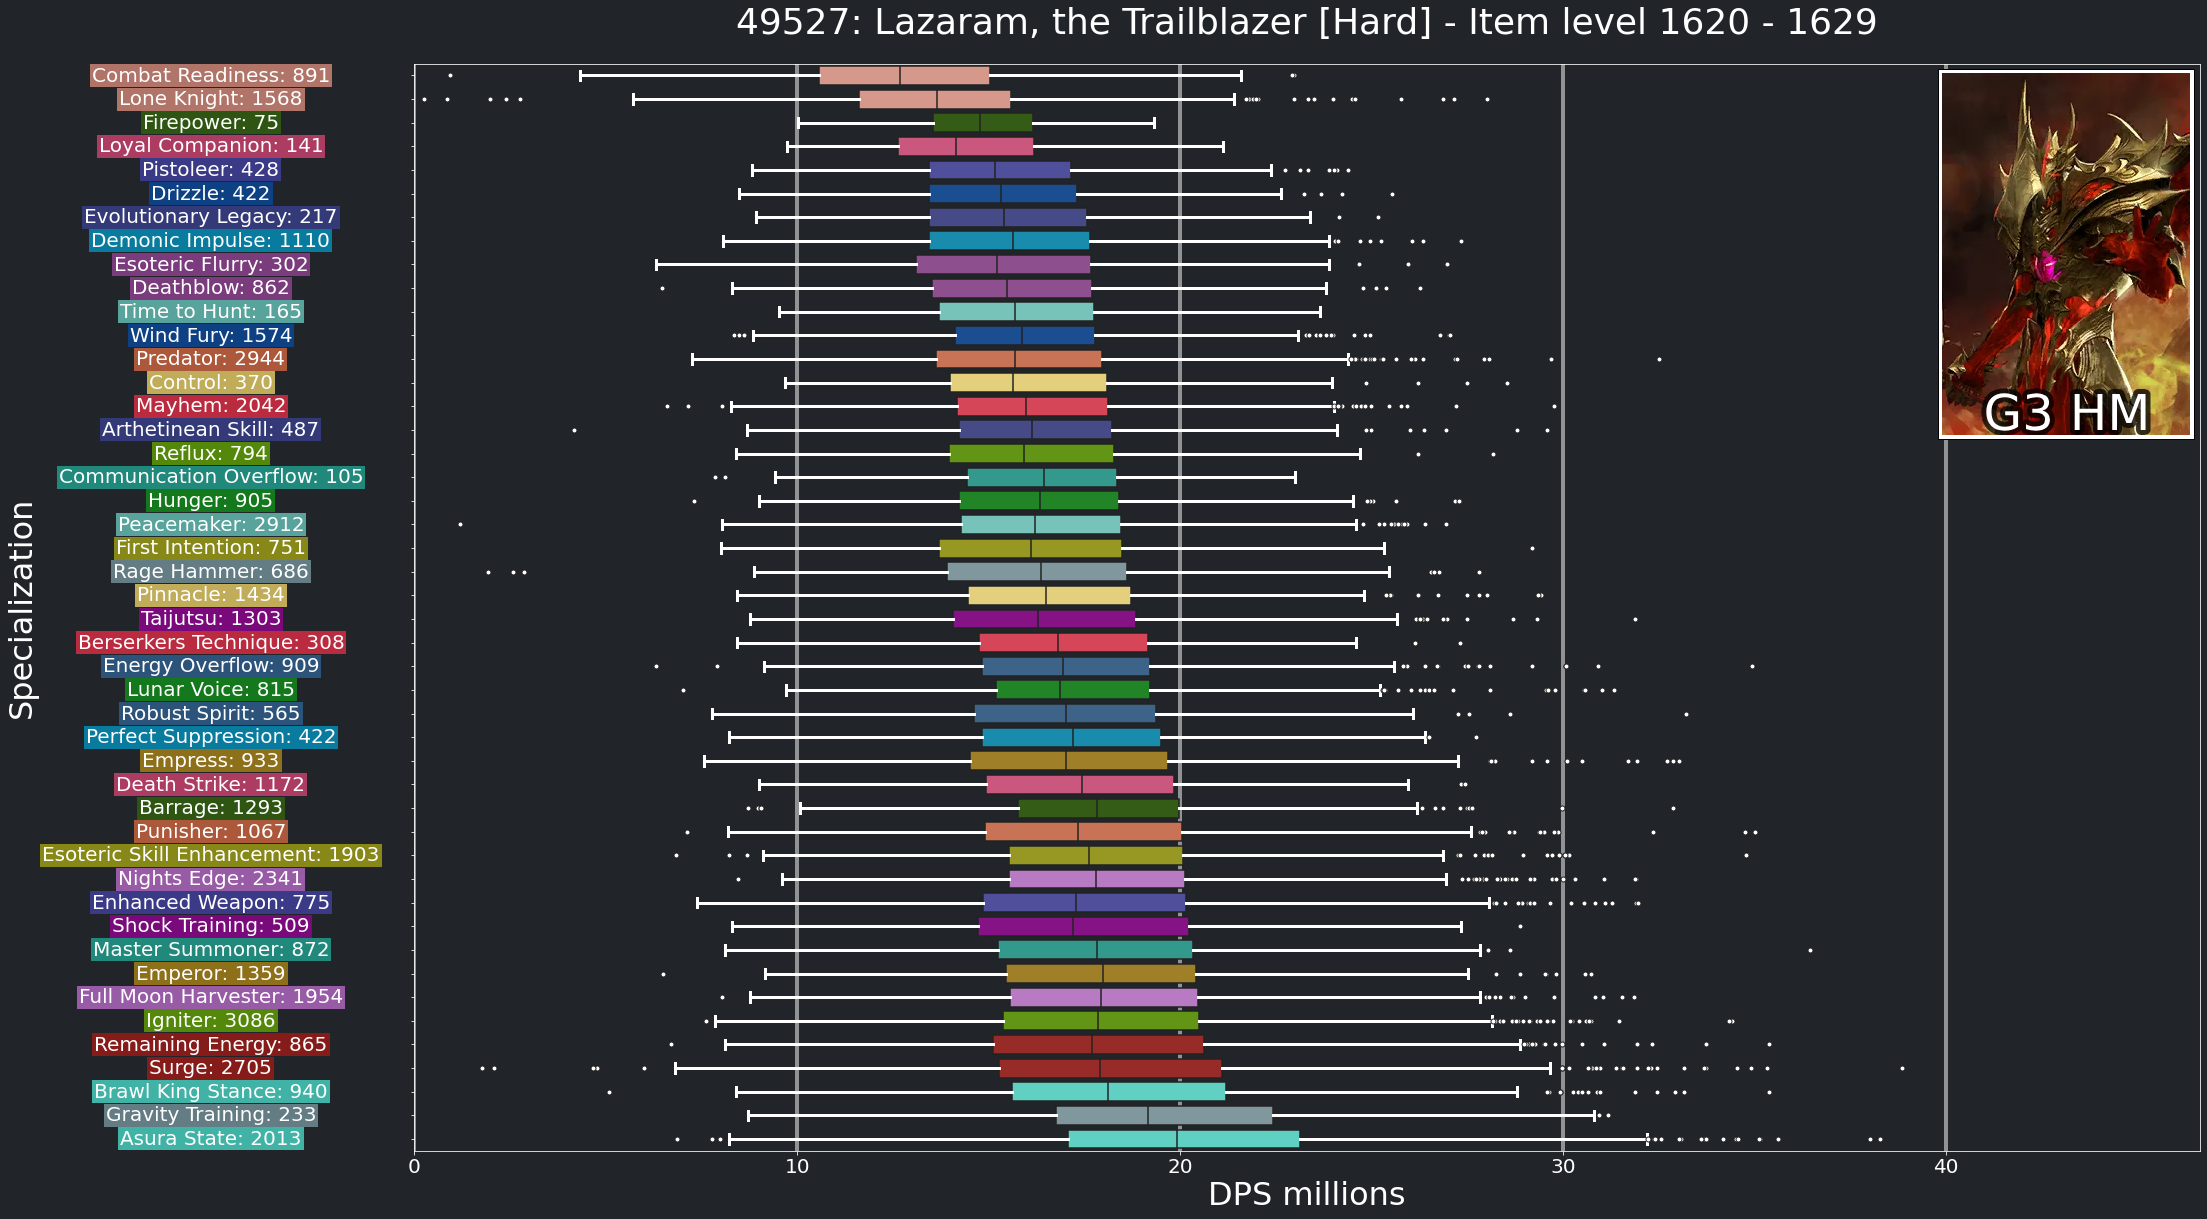 49527: Lazaram, the Trailblazer [Hard] - Item level 1620 - 1629
Combat Readiness: 891
Lone Knight: 1568
Firepower: 75
Loyal Companion: 141
Pistoleer: 428
Drizzle: 422
Evolutionary Legacy: 217
Demonic Impulse: 1110
Esoteric Flurry: 302
Deathblow: 862
Time to Hunt: 165
Wind Fury: 1574
Predator: 2944
Control: 370
Mayhem: 2042
Arthetinean Skill: 487
Reflux: 794
Communication Overflow: 105
Hunger: 905
Peacemaker: 2912
First Intention: 751
Rage Hammer: 686
Pinnacle: 1434
Taijutsu: 1303
Berserkers Technique: 308
Energy Overflow: 909
Lunar Voice: 815
Robust Spirit: 565
Perfect Suppression: 422
Empress: 933
Death Strike: 1172
Barrage: 1293
Punisher: 1067
Esoteric Skill Enhancement: 1903
Nights Edge: 2341
Enhanced Weapon: 775
Shock Training: 509
Master Summoner: 872
Emperor: 1359
Full Moon Harvester: 1954
Igniter: 3086
Remaining Energy: 865
Surge: 2705
Brawl King Stance: 940
Gravity Training: 233
Asura State: 2013
Specialization
G3 HM
0 10 20 30 40
DPS millions